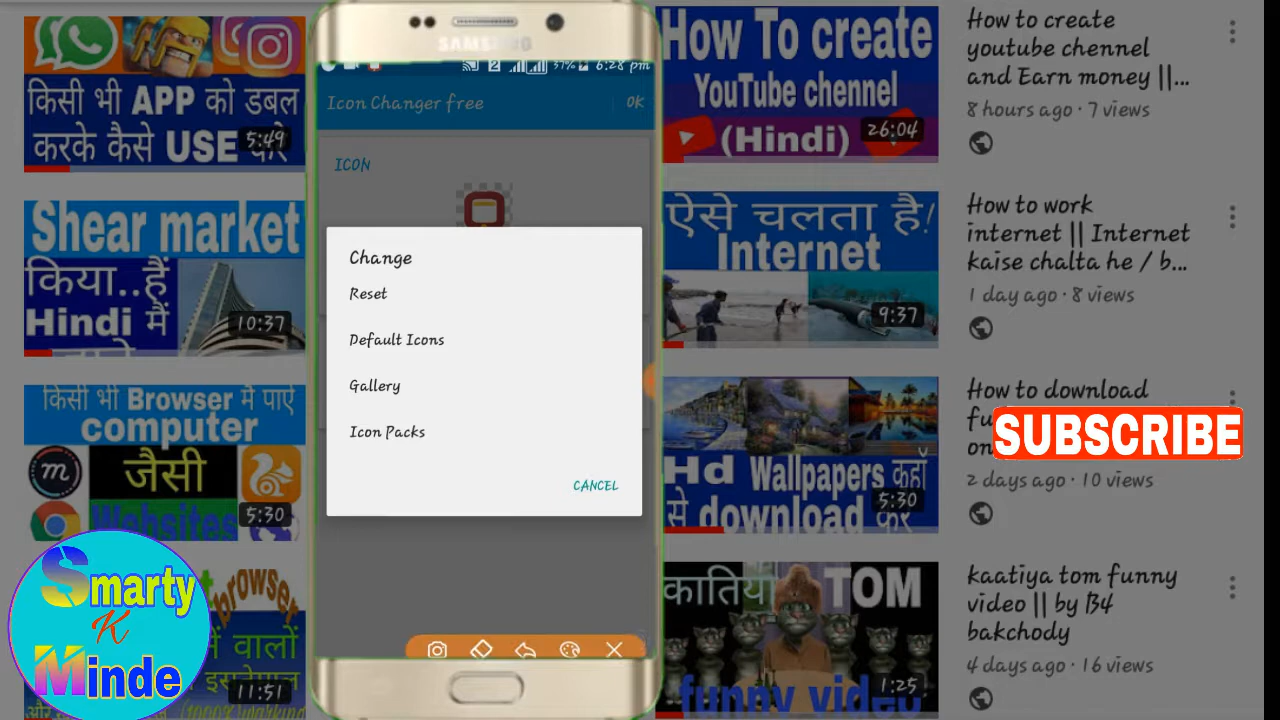 किसी भी APP को डबल
करके कैसे USE करे
5:49
Shear market
किया..हैं
Hindi में
10:37
किसी भी Browser में पाएं
computer
जैसी
Websites
5:30
browser
में वालों
11:51
Smarty
K
Minde
SAMSUNG
37% 6:28 pm
Icon Changer free
OK
ICON
Change
Reset
Default Icons
Gallery
Icon Packs
CANCEL
How To create
YouTube chennel
(Hindi)
26:04
ऐसे चलता है!
Internet
9:37
Hd Wallpapers कहाँ
से download करें
5:30
कातिया TOM
funny video
1:25
How to create
youtube chennel
and Earn money ||...
8 hours ago · 7 views
How to work
internet || Internet
kaise chalta he / b...
1 day ago · 8 views
How to download
SUBSCRIBE
2 days ago · 10 views
kaatiya tom funny
video || by B4
bakchody
4 days ago · 16 views